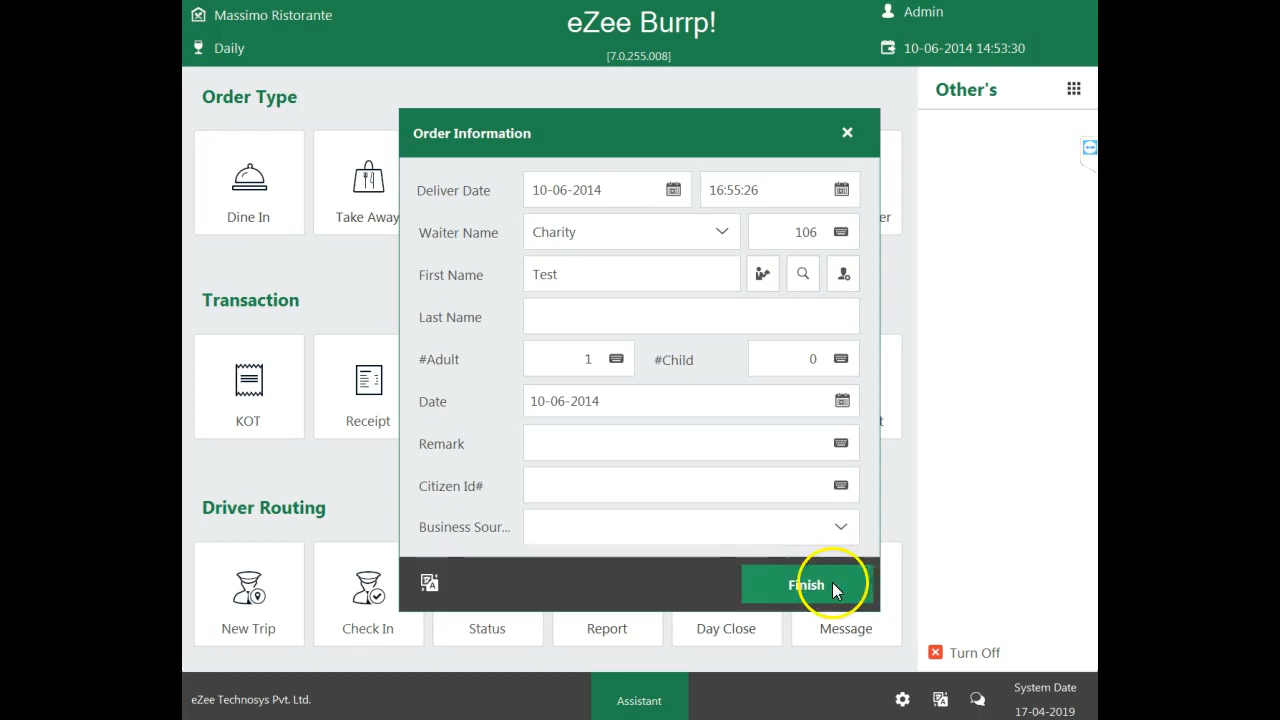 Massimo Ristorante
Daily
eZee Burrp!
[7.0.255.008]
Admin
10-06-2014 14:53:30
Order Type
Dine In
Take Away
er
Other's
Order Information
Deliver Date
10-06-2014
16:55:26
Waiter Name
Charity
106
First Name
Test
Last Name
#Adult
1
#Child
0
Date
10-06-2014
Remark
Citizen Id#
Business Sour...
Finish
Transaction
KOT
Receipt
t
Driver Routing
New Trip
Check In
Status
Report
Day Close
Message
Turn Off
eZee Technosys Pvt. Ltd.
Assistant
System Date
17-04-2019